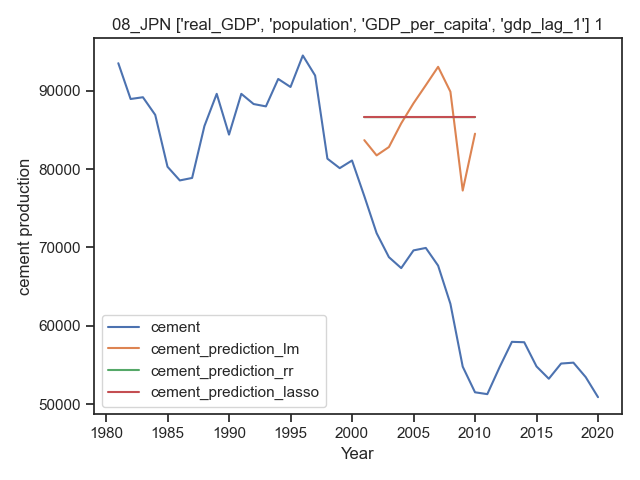 08_JPN ['real_GDP', 'population', 'GDP_per_capita', 'gdp_lag_1'] 1
90000
80000
70000
60000
50000
cement production
cement
cement_prediction_lm
cement_prediction_rr
cement_prediction_lasso
1980 1985 1990 1995 2000 2005 2010 2015 2020
Year